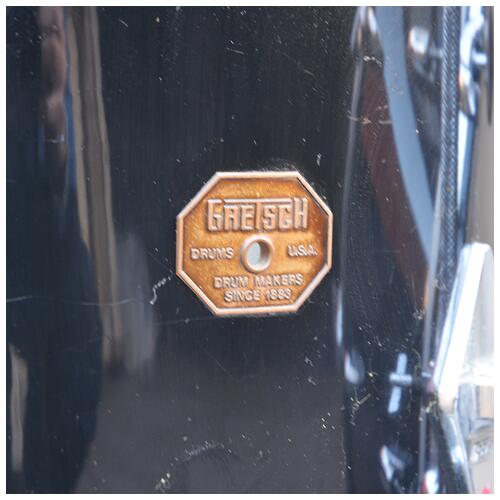 GRETSCH
DRUMS U.S.A.
DRUM MAKERS
SINCE 1883